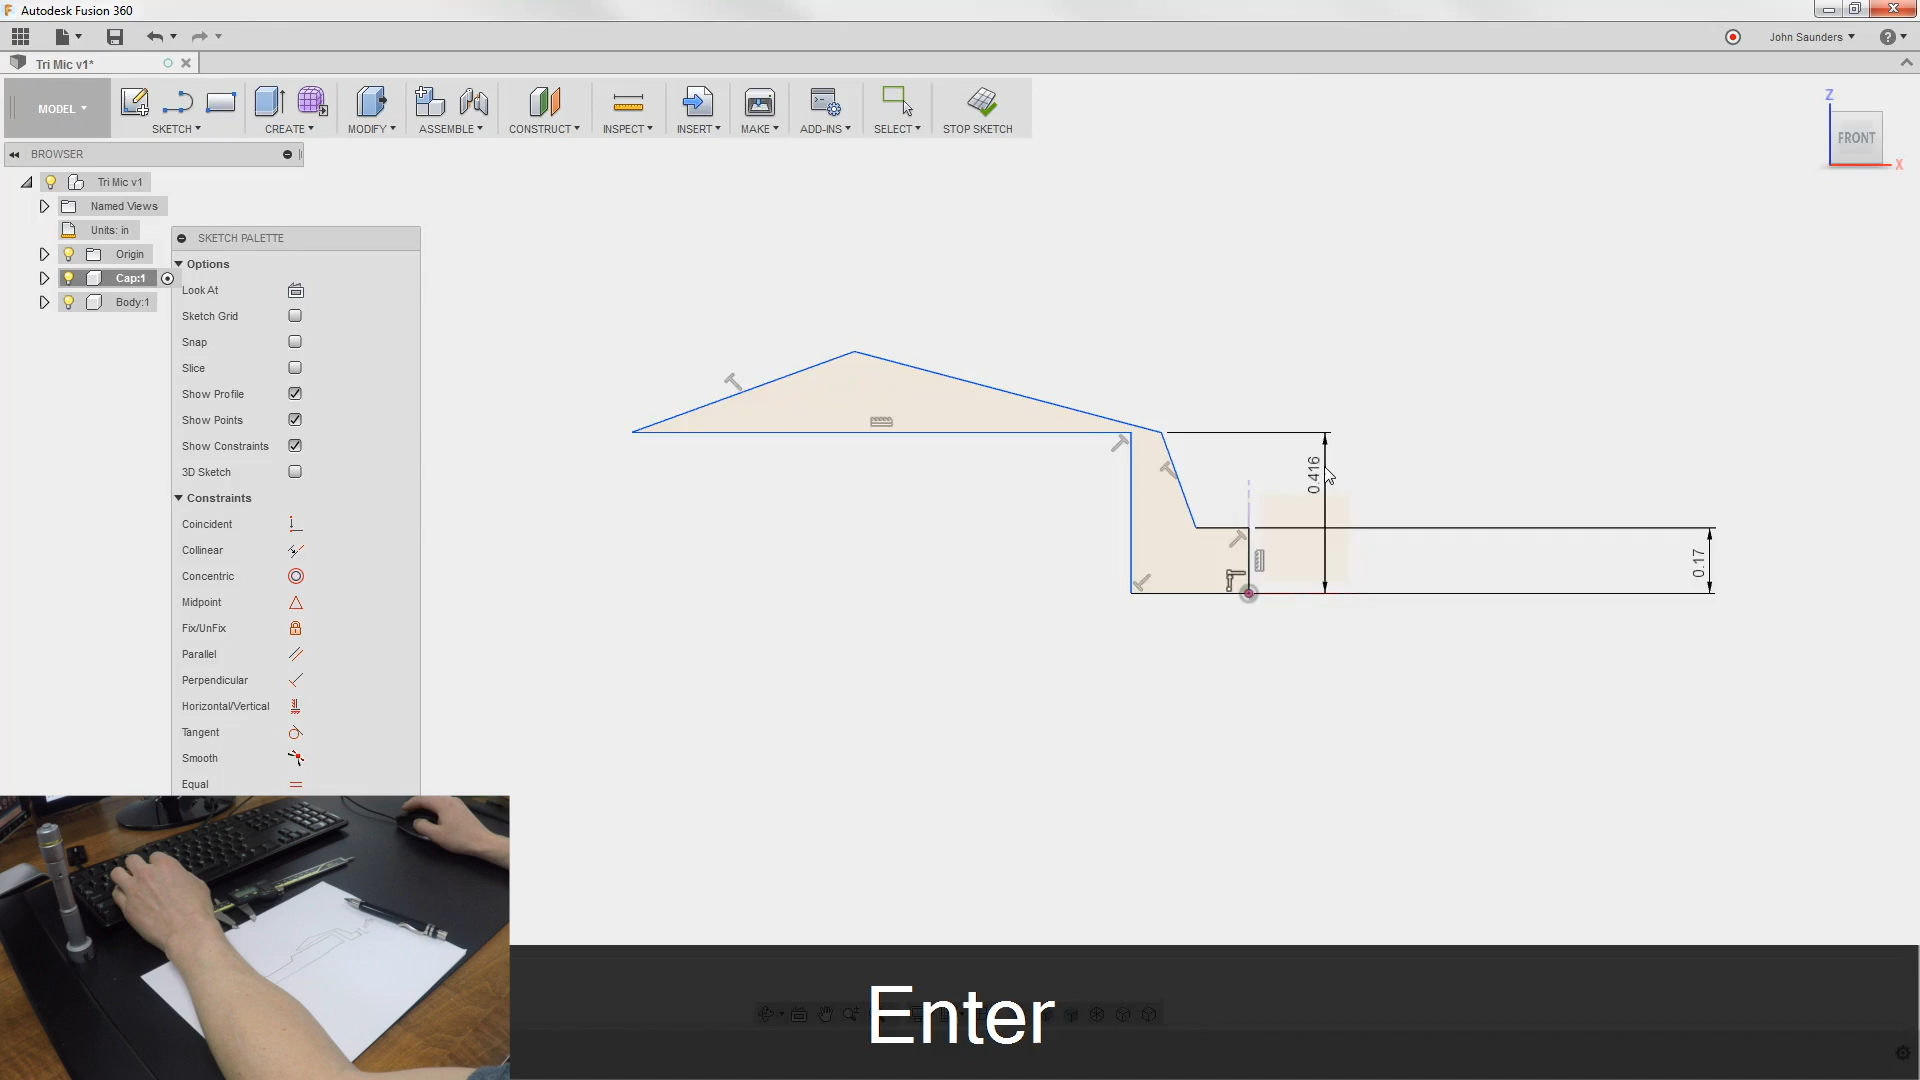 Autodesk Fusion 360
John Saunders
Tri Mic v1*
MODEL
SKETCH
CREATE
MODIFY
ASSEMBLE
CONSTRUCT
INSPECT
INSERT
MAKE
ADD-INS
SELECT
STOP SKETCH
Z
FRONT
X
BROWSER
Tri Mic v1
Named Views
Units: in
Origin
Cap:1
Body:1
SKETCH PALETTE
Options
Look At
Sketch Grid
Snap
Slice
Show Profile
Show Points
Show Constraints
3D Sketch
Constraints
Coincident
Collinear
Concentric
Midpoint
Fix/UnFix
Parallel
Perpendicular
Horizontal/Vertical
Tangent
Smooth
Equal
0.416
0.17
Enter